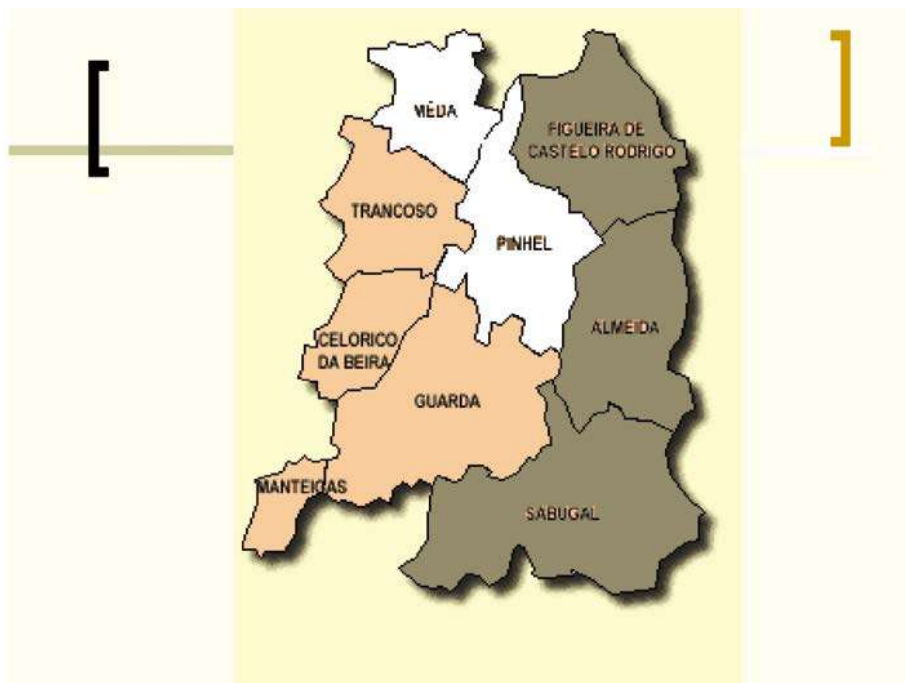 MÊDA
FIGUEIRA DE
CASTELO RODRIGO
TRANCOSO
PINHEL
ALMEIDA
CELORICO
DA BEIRA
GUARDA
MANTEIGAS
SABUGAL